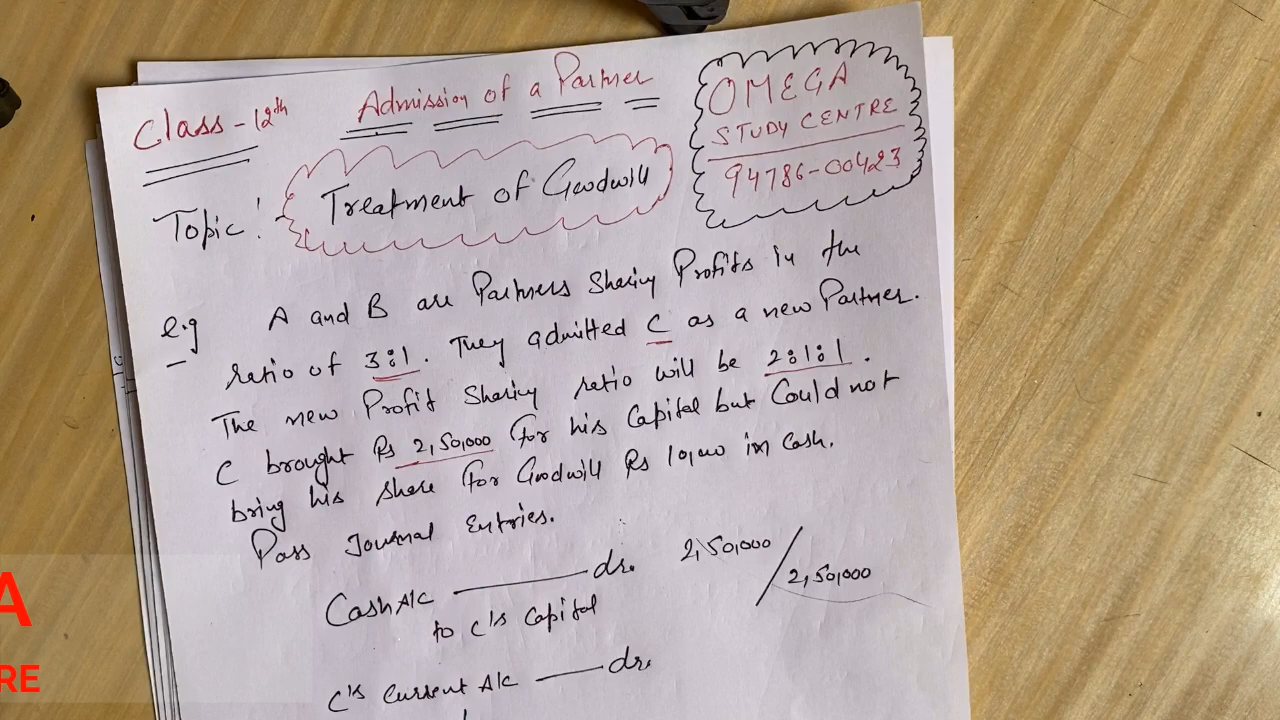 Class - 12th
Admission of a Partner
OMEGA
STUDY CENTRE
94786-00423
Topic :- Treatment of Goodwill
e.g A and B are Partners Sharing Profits in the
ratio of 3:1. They admitted C as a new Partner.
The new Profit Sharing ratio will be 2:1:1.
C brought Rs 2,50,000 for his Capital but Could not
bring his share for Goodwill Rs 10,000 in Cash.
Pass Journal Entries.
Cash A/c dr. 2,50,000
to C's Capital 2,50,000
C's Current A/c dr.
A
RE